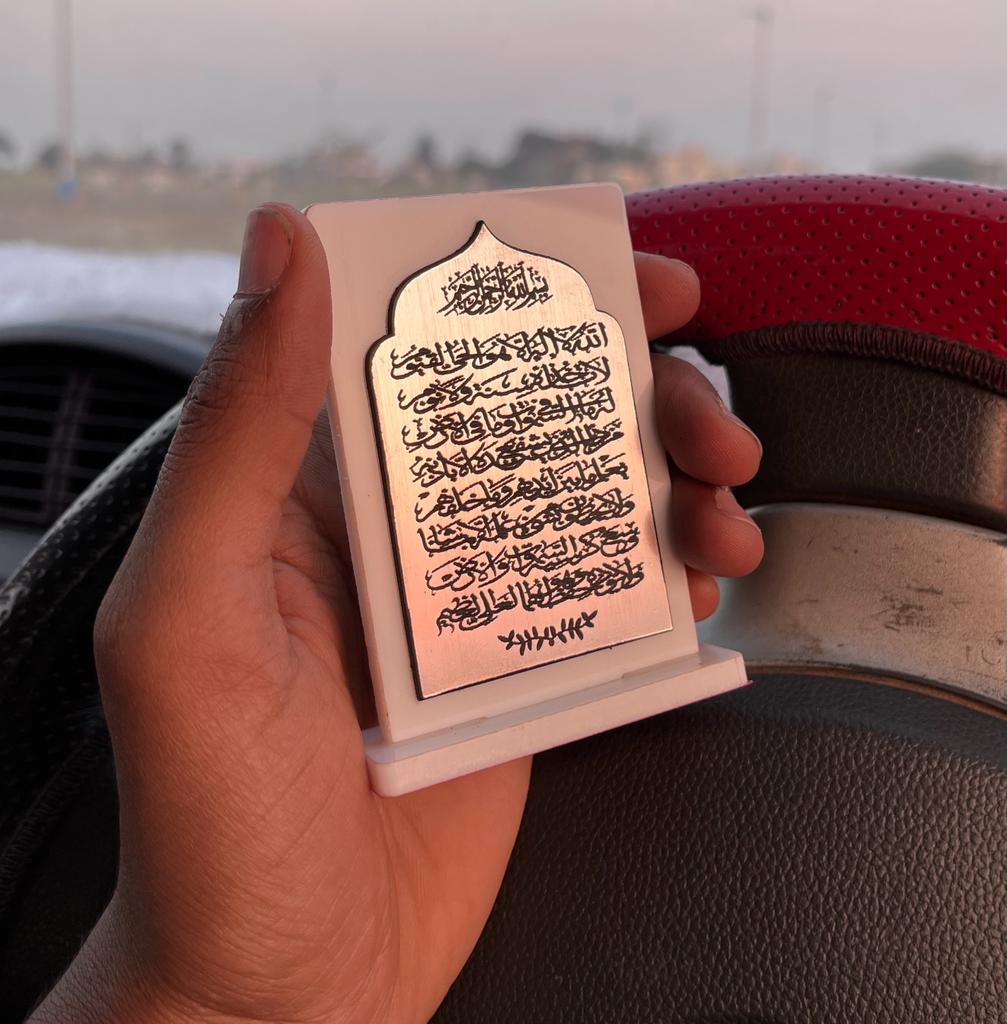 بسم الله الرحمن الرحيم
الله لا إله إلا هو الحي القيوم
لا تأخذه سنة ولا نوم
له ما في السموات وما في الأرض
من ذا الذي يشفع عنده إلا بإذنه
يعلم ما بين أيديهم وما خلفهم
ولا يحيطون بشيء من علمه إلا بما شاء
وسع كرسيه السموات والأرض
ولا يؤده حفظهما وهو العلي العظيم